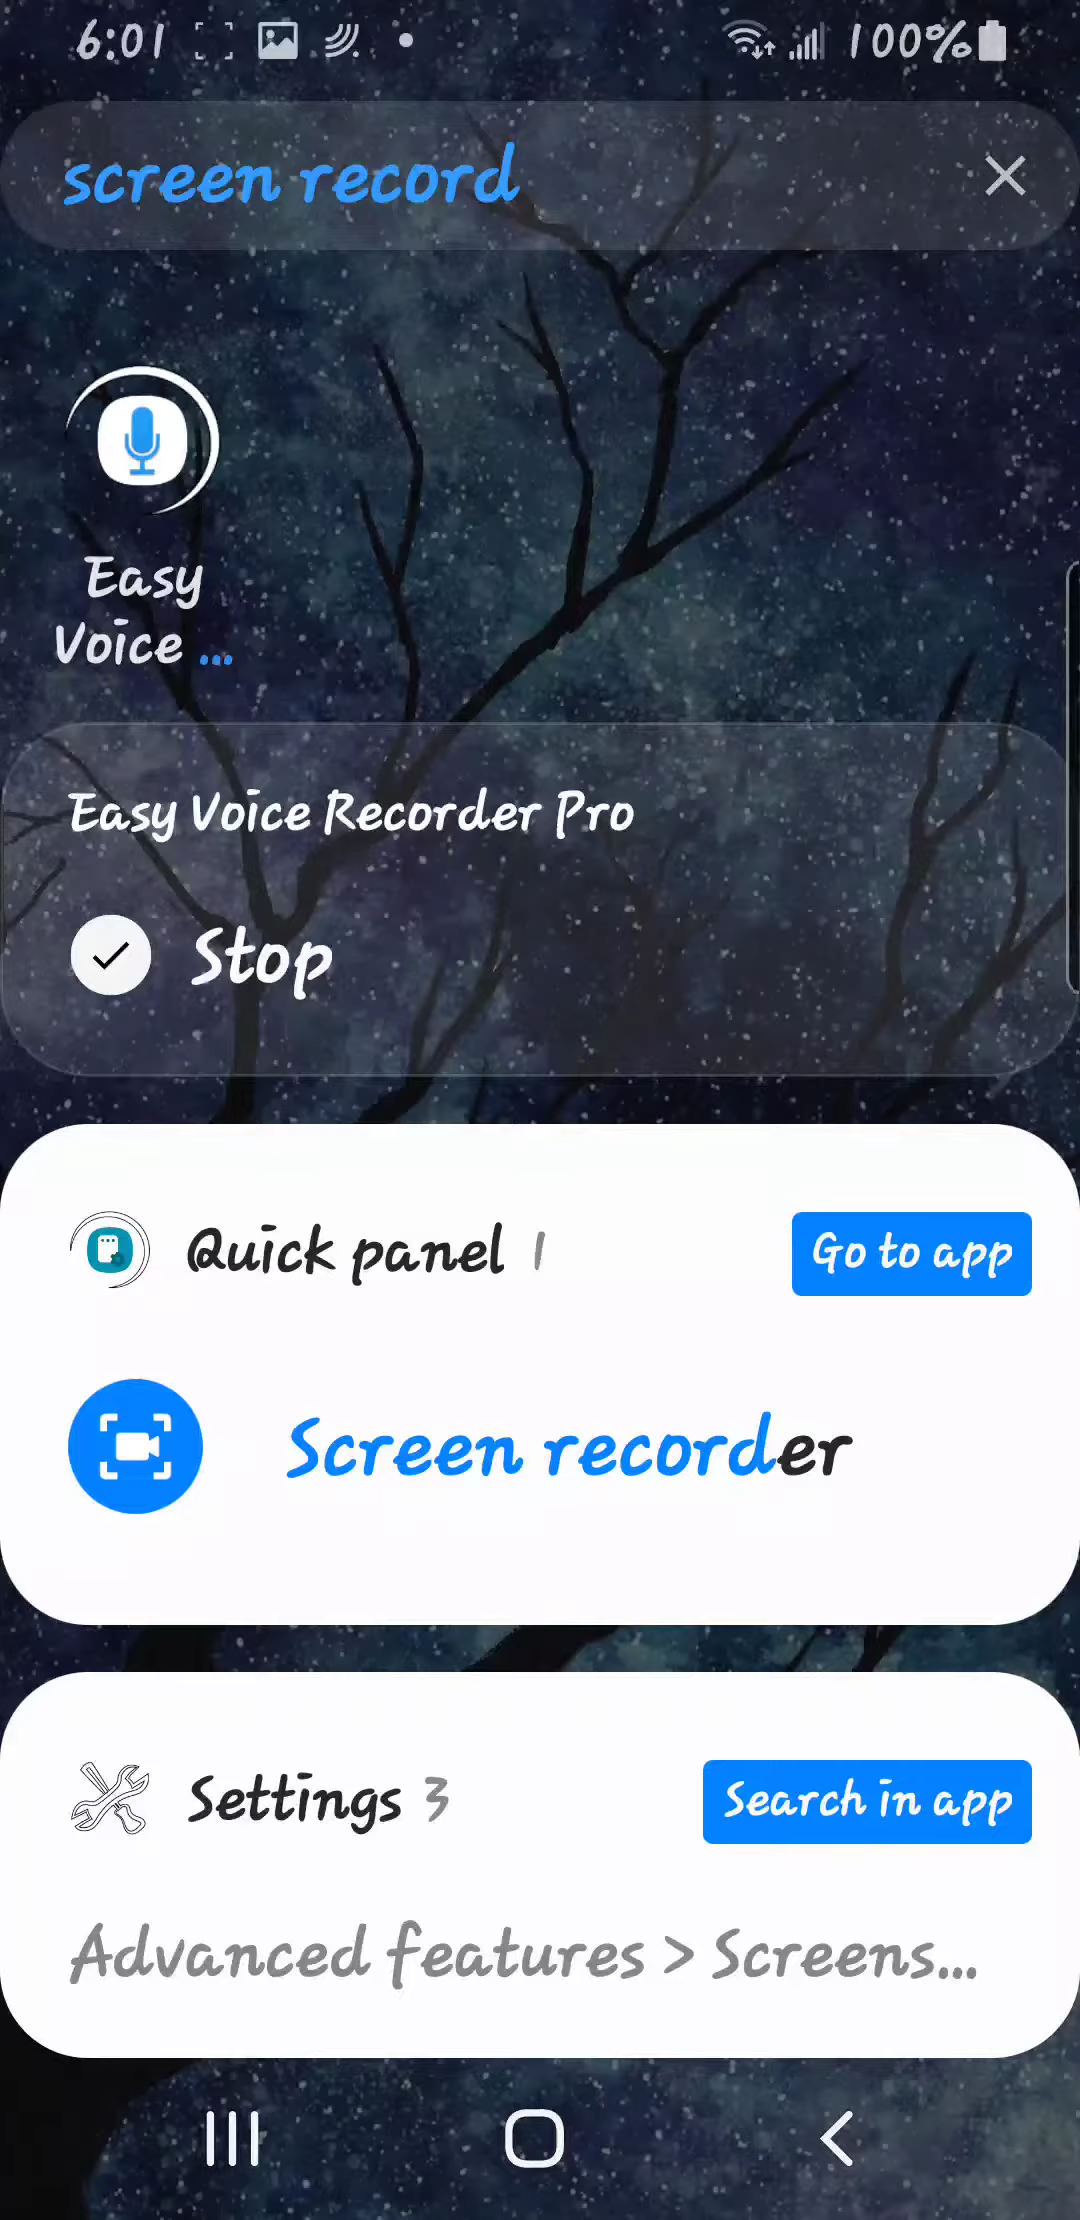 6:01 100%
screen record
Easy
Voice ...
Easy Voice Recorder Pro
Stop
Quick panel 1 Go to app
Screen recorder
Settings 3 Search in app
Advanced features > Screens...